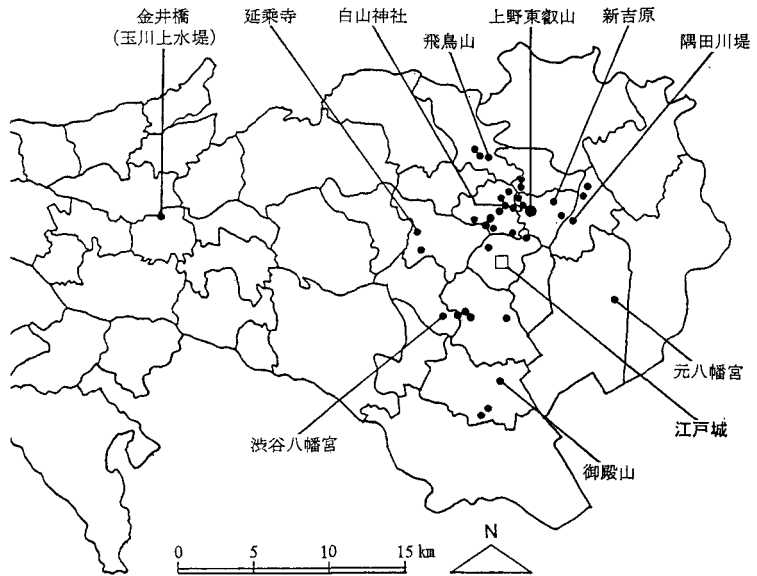 金井橋
(玉川上水堤)
延乗寺
白山神社
飛鳥山
上野東叡山
新吉原
隅田川堤
元八幡宮
江戸城
渋谷八幡宮
御殿山
N
0 5 10 15 km